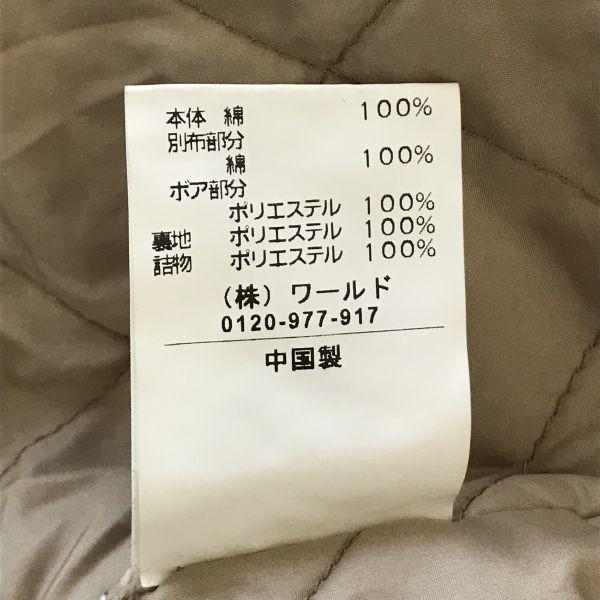 本体 綿 100%
別布部分
綿 100%
ボア部分
ポリエステル 100%
裏地 ポリエステル 100%
詰物 ポリエステル 100%
（株）ワールド
0120-977-917
中国製